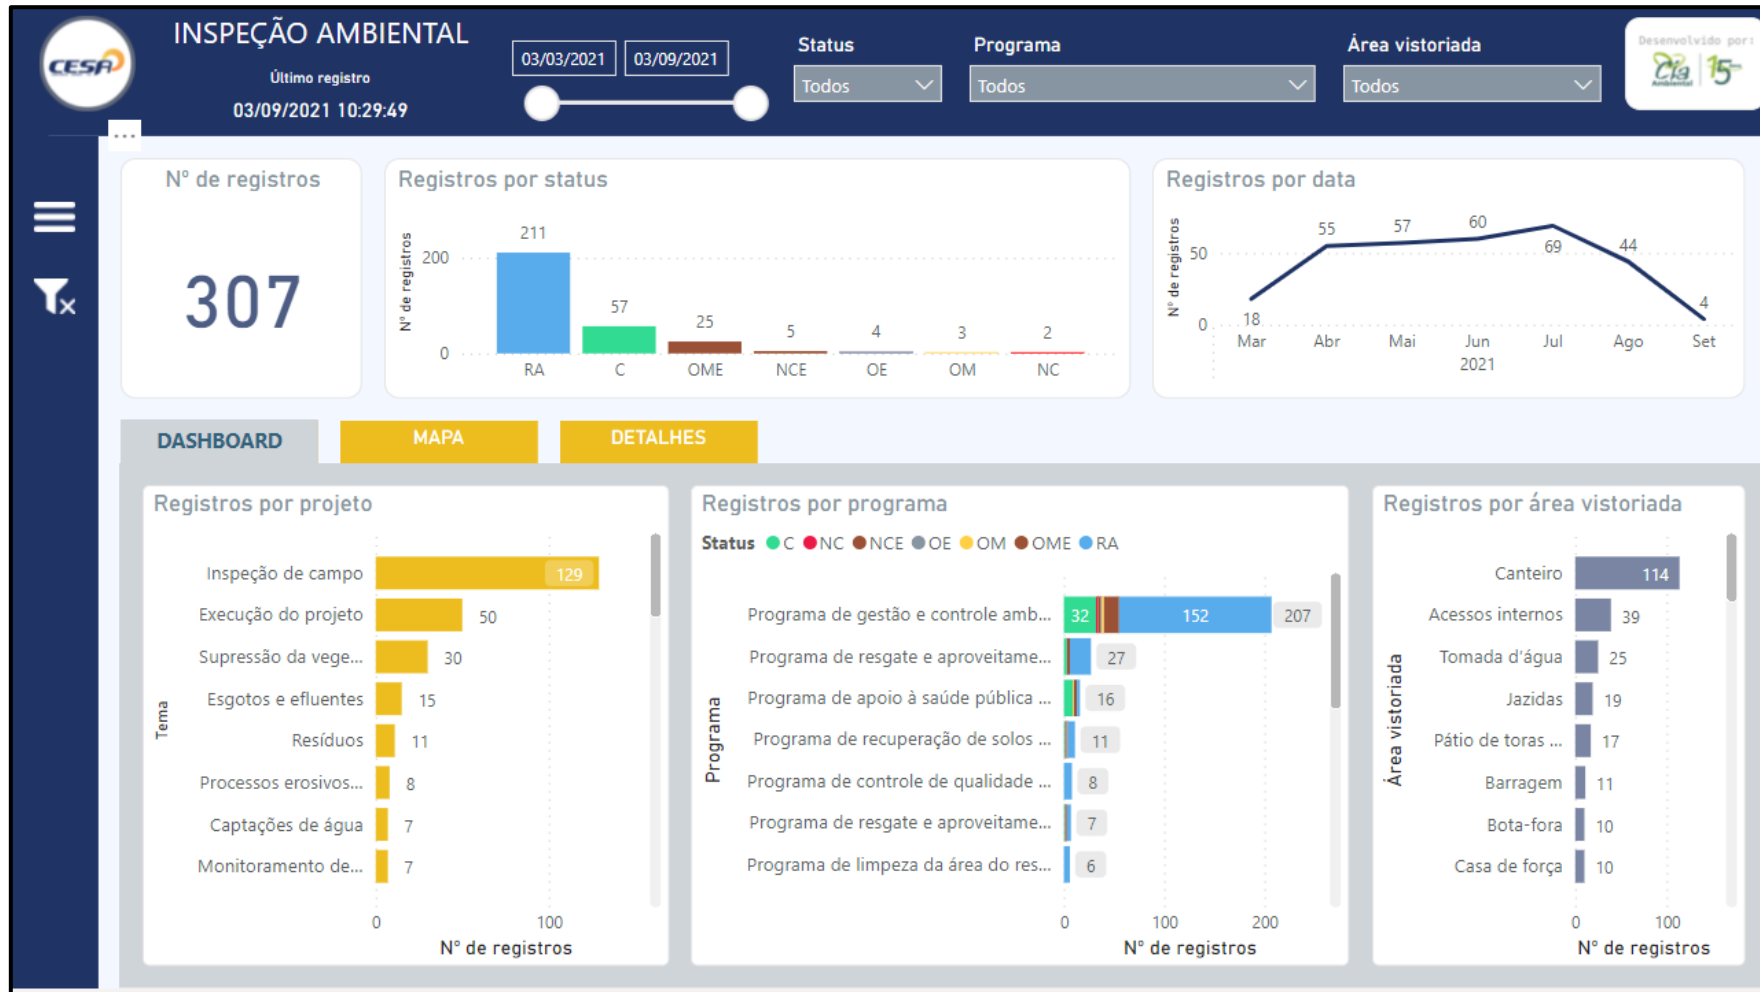 CESA
INSPEÇÃO AMBIENTAL
Último registro
03/09/2021 10:29:49
03/03/2021
03/09/2021
Status
Todos
Programa
Todos
Área vistoriada
Todos
Desenvolvido por:
Cia
Ambiental
15
...
Nº de registros
307
Registros por status
Nº de registros
200
0
211
57
25
5
4
3
2
RA
C
OME
NCE
OE
OM
NC
Registros por data
Nº de registros
50
0
18
55
57
60
69
44
4
Mar
Abr
Mai
Jun
Jul
Ago
Set
2021
DASHBOARD
MAPA
DETALHES
Registros por projeto
Tema
Inspeção de campo 129
Execução do projeto 50
Supressão da vege... 30
Esgotos e efluentes 15
Resíduos 11
Processos erosivos... 8
Captações de água 7
Monitoramento de... 7
0 100
Nº de registros
Registros por programa
Status C NC NCE OE OM OME RA
Programa
Programa de gestão e controle amb... 32 152 207
Programa de resgate e aproveitame... 27
Programa de apoio à saúde pública ... 16
Programa de recuperação de solos ... 11
Programa de controle de qualidade ... 8
Programa de resgate e aproveitame... 7
Programa de limpeza da área do res... 6
0 100 200
Nº de registros
Registros por área vistoriada
Área vistoriada
Canteiro 114
Acessos internos 39
Tomada d'água 25
Jazidas 19
Pátio de toras ... 17
Barragem 11
Bota-fora 10
Casa de força 10
0 100
Nº de registros